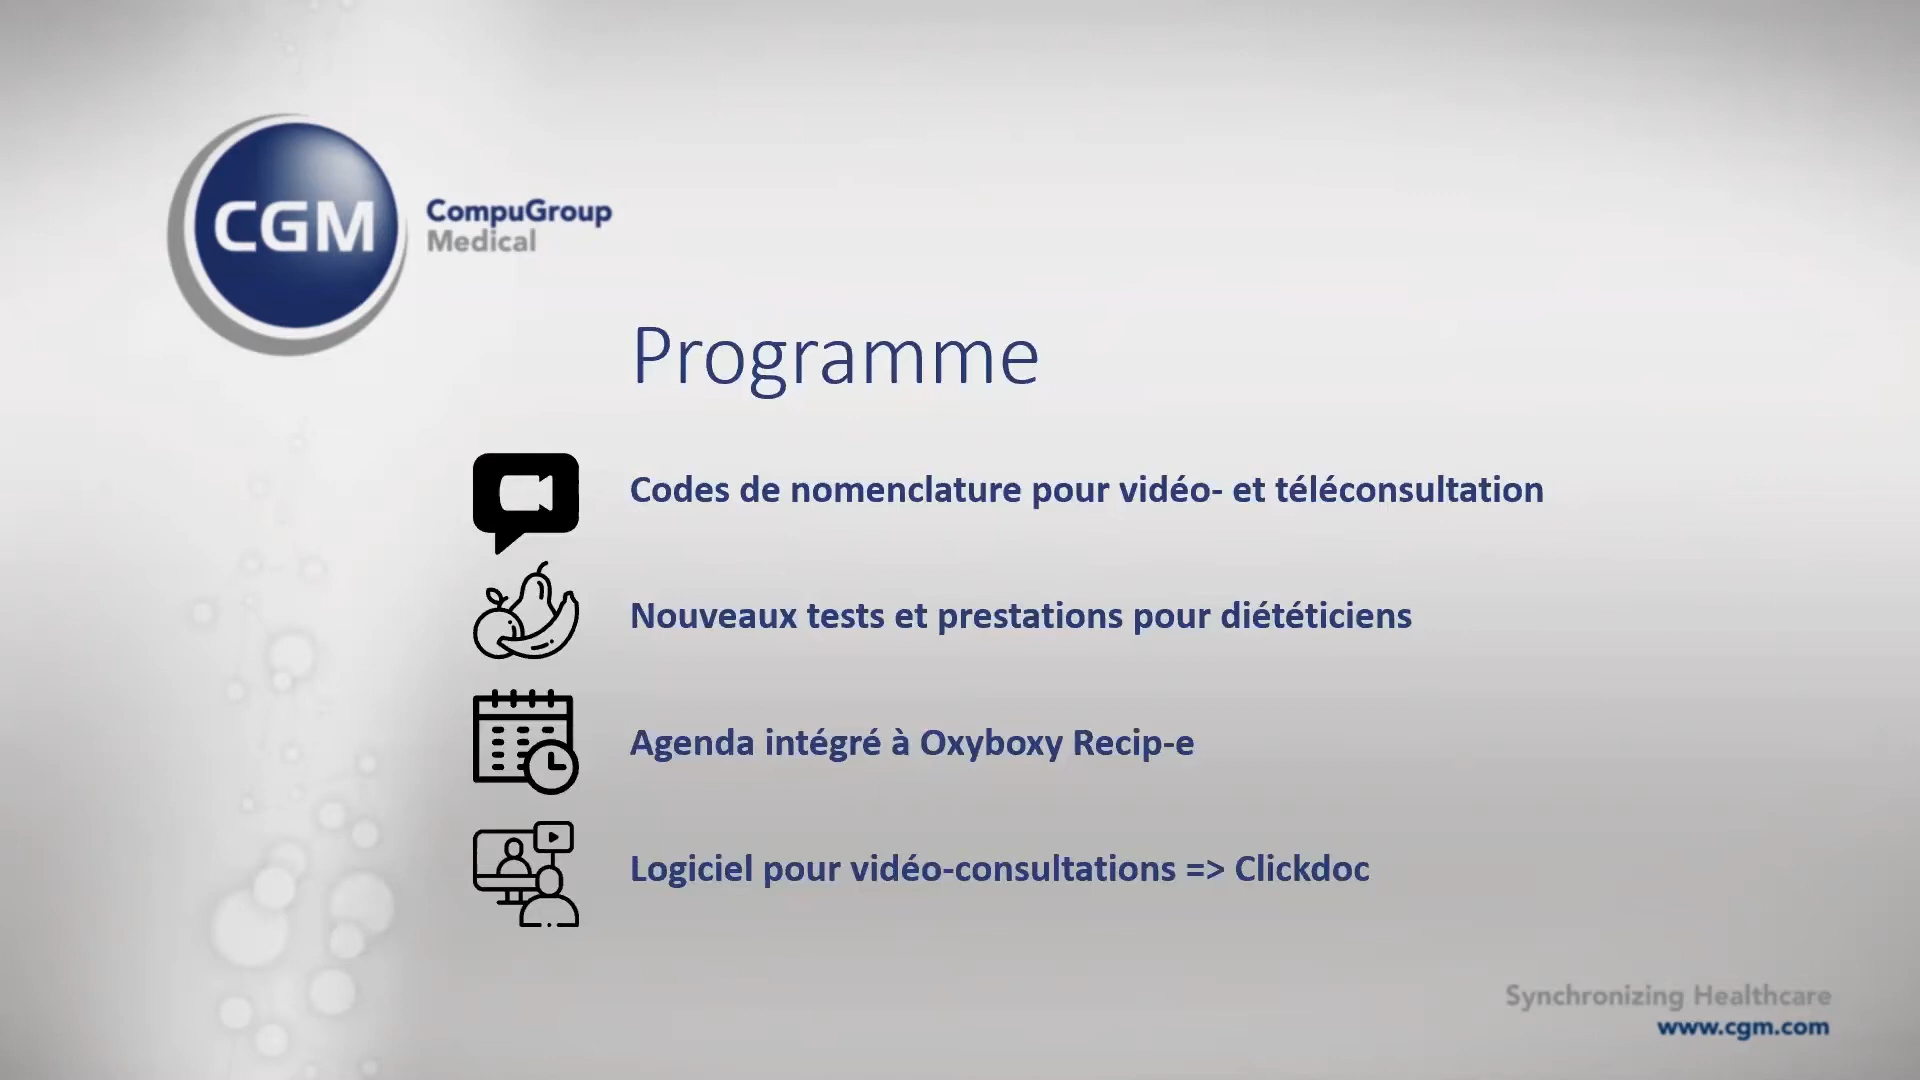 CGM
CompuGroup
Medical
Programme
Codes de nomenclature pour vidéo- et téléconsultation
Nouveaux tests et prestations pour diététiciens
Agenda intégré à Oxyboxy Recip-e
Logiciel pour vidéo-consultations => Clickdoc
Synchronizing Healthcare
www.cgm.com